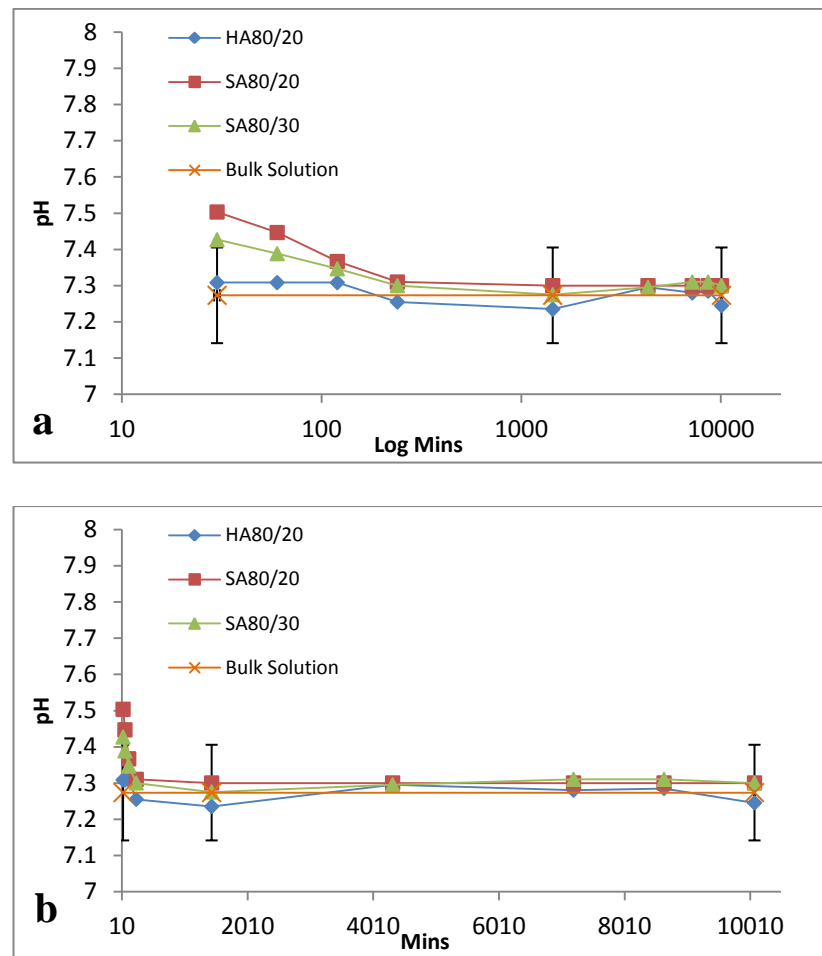 8
7.9
7.8
7.7
7.6
7.5
7.4
7.3
7.2
7.1
7
pH
HA80/20
SA80/20
SA80/30
Bulk Solution
10
100
1000
10000
Log Mins
a
8
7.9
7.8
7.7
7.6
7.5
7.4
7.3
7.2
7.1
7
pH
HA80/20
SA80/20
SA80/30
Bulk Solution
10
2010
4010
6010
8010
10010
Mins
b